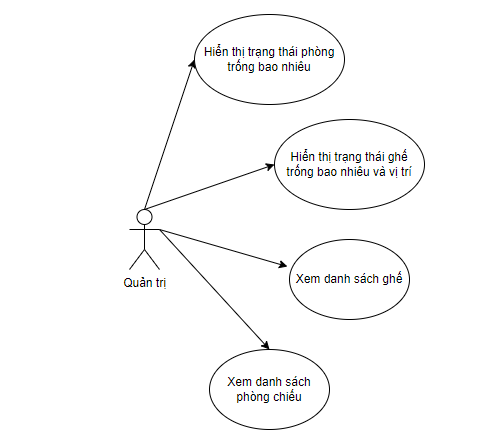 Hiển thị trạng thái phòng
trống bao nhiêu
Hiển thị trạng thái ghế
trống bao nhiêu và vị trí
Xem danh sách ghế
Quản trị
Xem danh sách
phòng chiếu